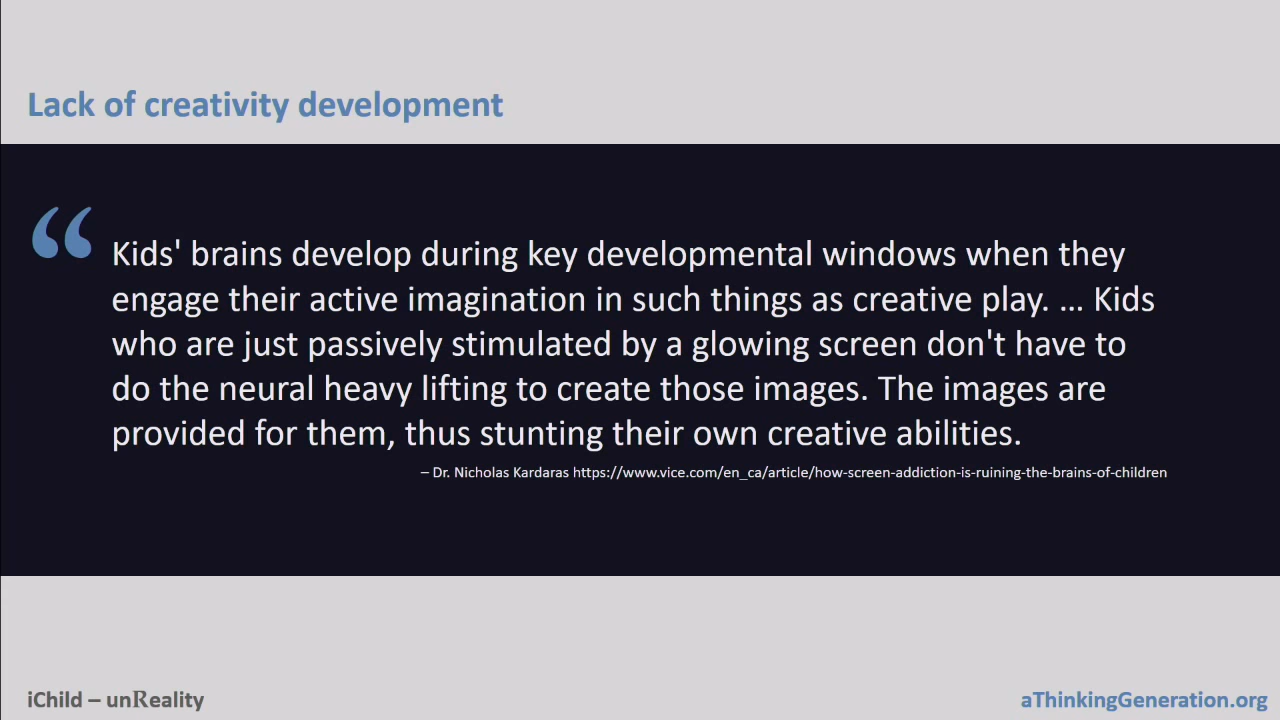 Lack of creativity development
“
Kids' brains develop during key developmental windows when they
engage their active imagination in such things as creative play. ... Kids
who are just passively stimulated by a glowing screen don't have to
do the neural heavy lifting to create those images. The images are
provided for them, thus stunting their own creative abilities.
– Dr. Nicholas Kardaras https://www.vice.com/en_ca/article/how-screen-addiction-is-ruining-the-brains-of-children
iChild – unReality
aThinkingGeneration.org